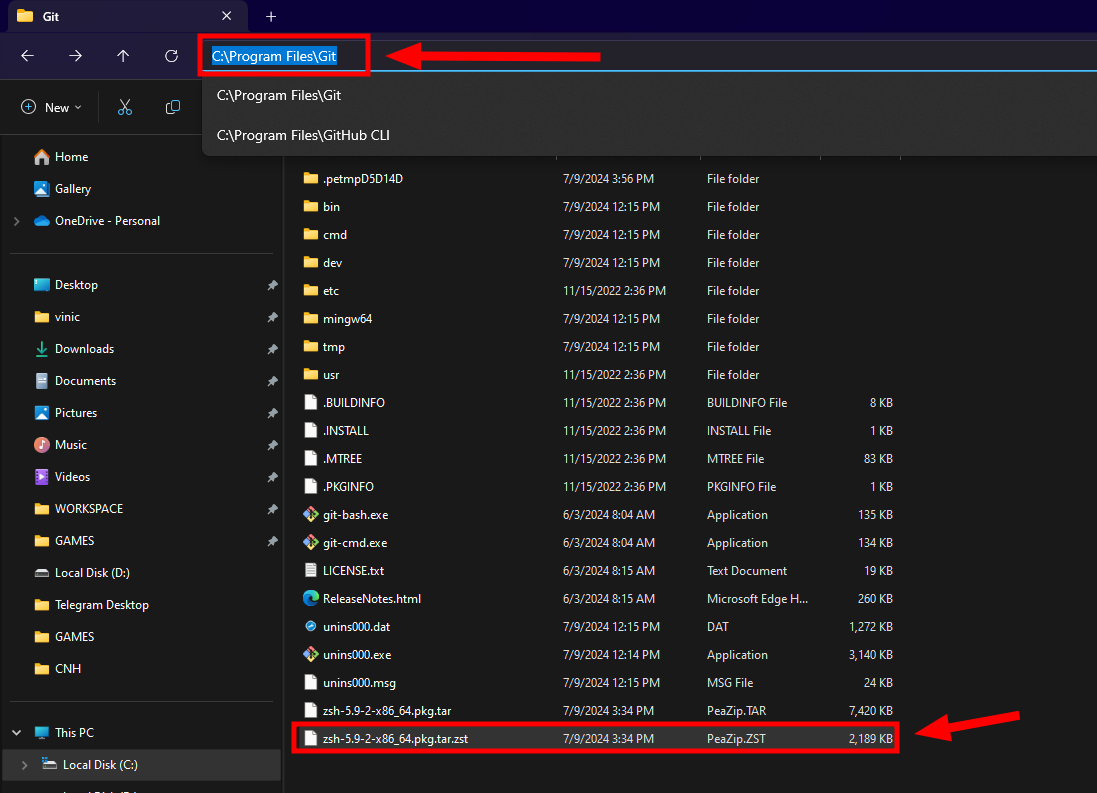 Git
C:\Program Files\Git
C:\Program Files\Git
C:\Program Files\GitHub CLI
New
Home
Gallery
OneDrive - Personal
Desktop
vinic
Downloads
Documents
Pictures
Music
Videos
WORKSPACE
GAMES
Local Disk (D:)
Telegram Desktop
GAMES
CNH
This PC
Local Disk (C:)
.petmpD5D14D 7/9/2024 3:56 PM File folder
bin 7/9/2024 12:15 PM File folder
cmd 7/9/2024 12:15 PM File folder
dev 7/9/2024 12:15 PM File folder
etc 11/15/2022 2:36 PM File folder
mingw64 7/9/2024 12:15 PM File folder
tmp 7/9/2024 12:15 PM File folder
usr 11/15/2022 2:36 PM File folder
.BUILDINFO 11/15/2022 2:36 PM BUILDINFO File 8 KB
.INSTALL 11/15/2022 2:36 PM INSTALL File 1 KB
.MTREE 11/15/2022 2:36 PM MTREE File 83 KB
.PKGINFO 11/15/2022 2:36 PM PKGINFO File 1 KB
git-bash.exe 6/3/2024 8:04 AM Application 135 KB
git-cmd.exe 6/3/2024 8:04 AM Application 134 KB
LICENSE.txt 6/3/2024 8:15 AM Text Document 19 KB
ReleaseNotes.html 6/3/2024 8:15 AM Microsoft Edge H... 260 KB
unins000.dat 7/9/2024 12:15 PM DAT 1,272 KB
unins000.exe 7/9/2024 12:14 PM Application 3,140 KB
unins000.msg 7/9/2024 12:15 PM MSG File 24 KB
zsh-5.9-2-x86_64.pkg.tar 7/9/2024 3:34 PM PeaZip.TAR 7,420 KB
zsh-5.9-2-x86_64.pkg.tar.zst 7/9/2024 3:34 PM PeaZip.ZST 2,189 KB